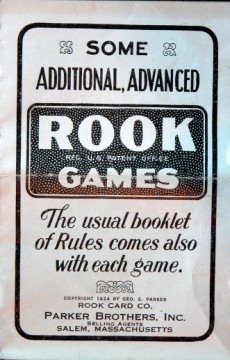 SOME
ADDITIONAL, ADVANCED
ROOK
REG. U.S. PATENT OFFICE
GAMES
The usual booklet
of Rules comes also
with each game.
COPYRIGHT 1924 BY GEO. S. PARKER
ROOK CARD CO.
PARKER BROTHERS, INC.
SELLING AGENTS
SALEM, MASSACHUSETTS